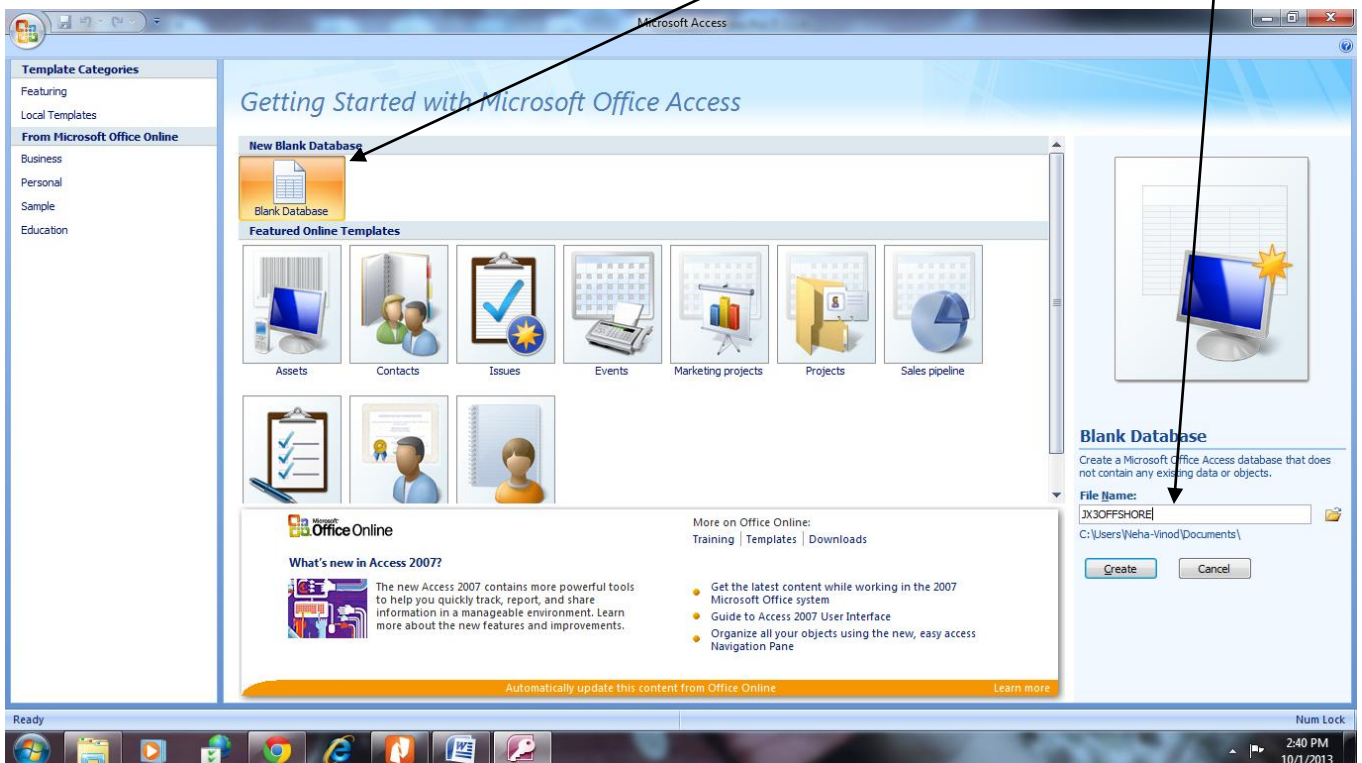 Microsoft Access
Template Categories
Featuring
Local Templates
From Microsoft Office Online
Business
Personal
Sample
Education
Getting Started with Microsoft Office Access
New Blank Database
Blank Database
Featured Online Templates
Assets
Contacts
Issues
Events
Marketing projects
Projects
Sales pipeline
Microsoft
Office Online
What's new in Access 2007?
The new Access 2007 contains more powerful tools
to help you quickly track, report, and share
information in a manageable environment. Learn
more about the new features and improvements.
More on Office Online:
Training | Templates | Downloads
Get the latest content while working in the 2007
Microsoft Office system
Guide to Access 2007 User Interface
Organize all your objects using the new, easy access
Navigation Pane
Automatically update this content from Office Online
Learn more
Blank Database
Create a Microsoft Office Access database that does
not contain any existing data or objects.
File Name:
JX3OFFSHORE
C:\Users\Neha-Vinod\Documents\
Create
Cancel
Ready
Num Lock
2:40 PM
10/1/2013